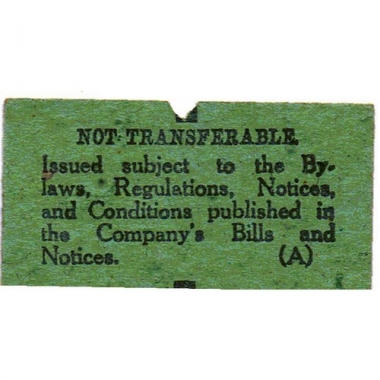 NOT TRANSFERABLE.
Issued subject to the By-
laws, Regulations, Notices,
and Conditions published in
the Company's Bills and
Notices. (A)